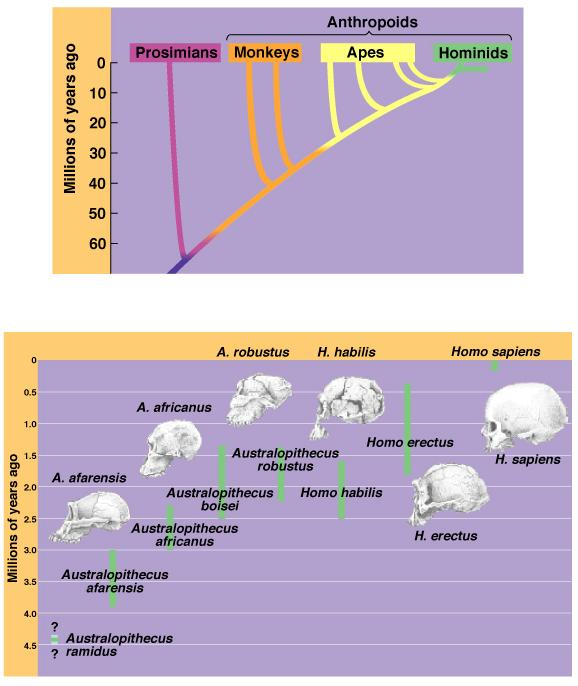 Anthropoids
Prosimians Monkeys Apes Hominids
Millions of years ago
0
10
20
30
40
50
60
A. robustus H. habilis Homo sapiens
0
0.5
1.0
1.5
2.0
2.5
3.0
3.5
4.0
4.5
Millions of years ago
A. africanus
Homo erectus
Australopithecus
robustus
H. sapiens
A. afarensis
Australopithecus
boisei
Homo habilis
Australopithecus
africanus
H. erectus
Australopithecus
afarensis
?
Australopithecus
? ramidus